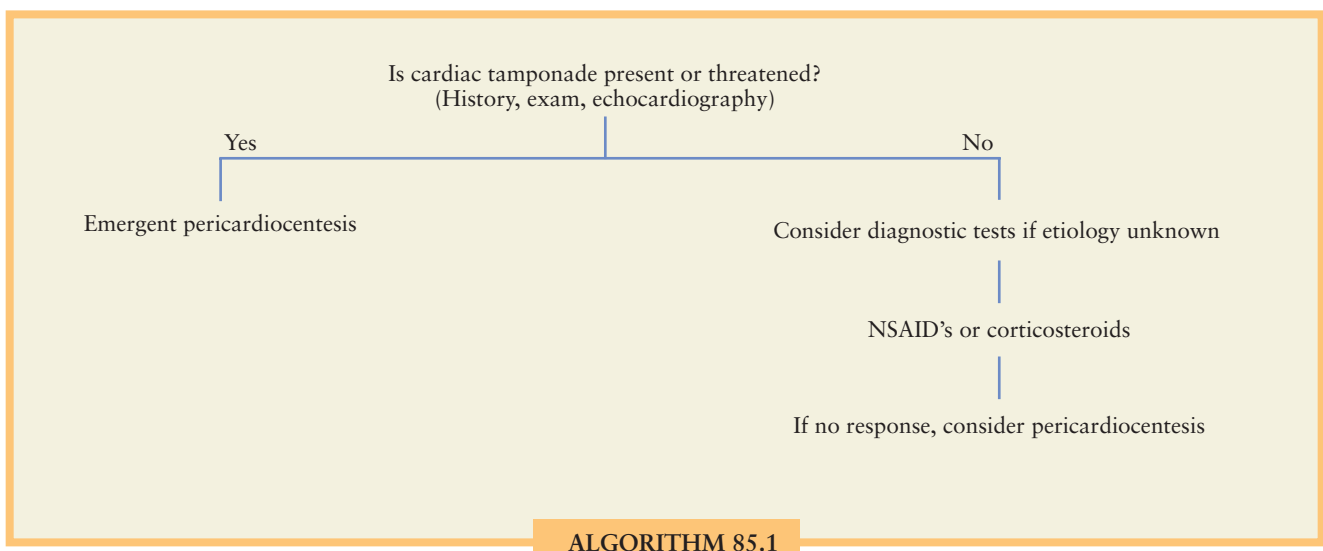 Is cardiac tamponade present or threatened?
(History, exam, echocardiography)
Yes
No
Emergent pericardiocentesis
Consider diagnostic tests if etiology unknown
NSAID’s or corticosteroids
If no response, consider pericardiocentesis
ALGORITHM 85.1